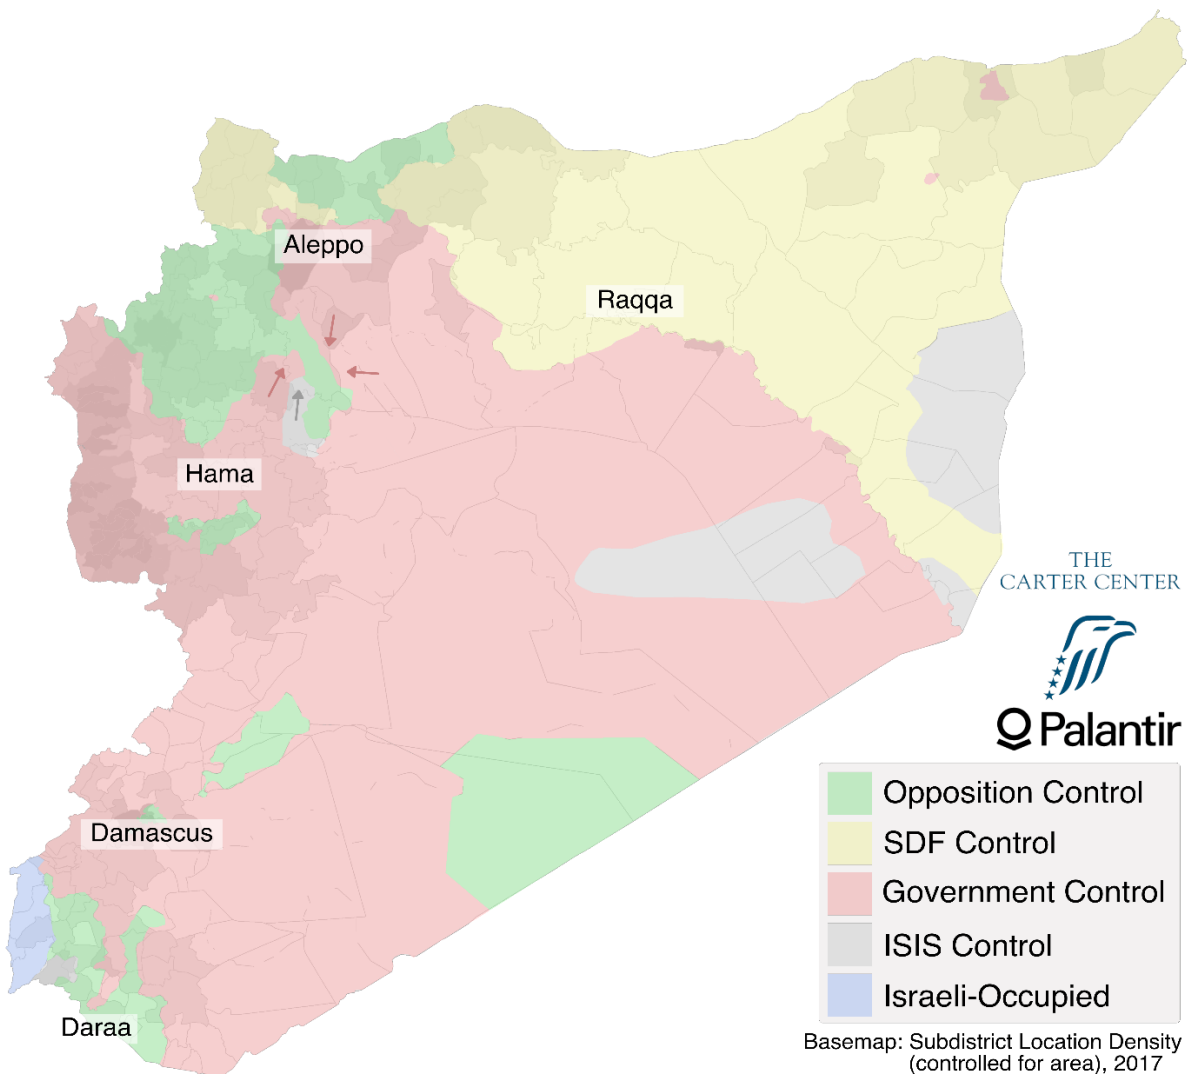 Aleppo
Raqqa
Hama
THE
CARTER CENTER
Palantir
Damascus
Daraa
Opposition Control
SDF Control
Government Control
ISIS Control
Israeli-Occupied
Basemap: Subdistrict Location Density
(controlled for area), 2017